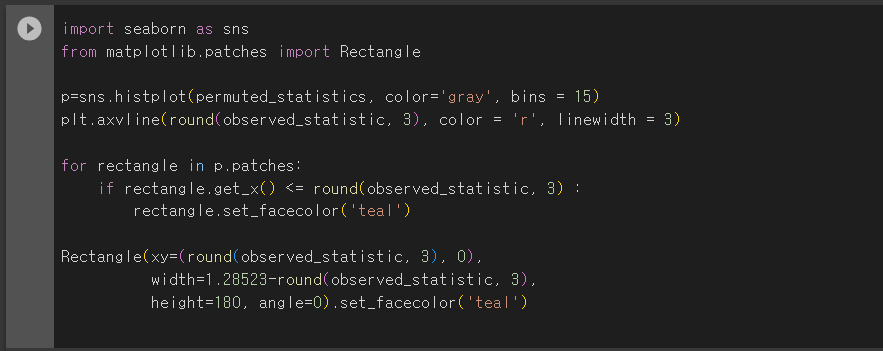 import seaborn as sns
from matplotlib.patches import Rectangle
p=sns.histplot(permuted_statistics, color='gray', bins = 15)
plt.axvline(round(observed_statistic, 3), color = 'r', linewidth = 3)
for rectangle in p.patches:
    if rectangle.get_x() <= round(observed_statistic, 3) :
        rectangle.set_facecolor('teal')
Rectangle(xy=(round(observed_statistic, 3), 0),
          width=1.28523-round(observed_statistic, 3),
          height=180, angle=0).set_facecolor('teal')